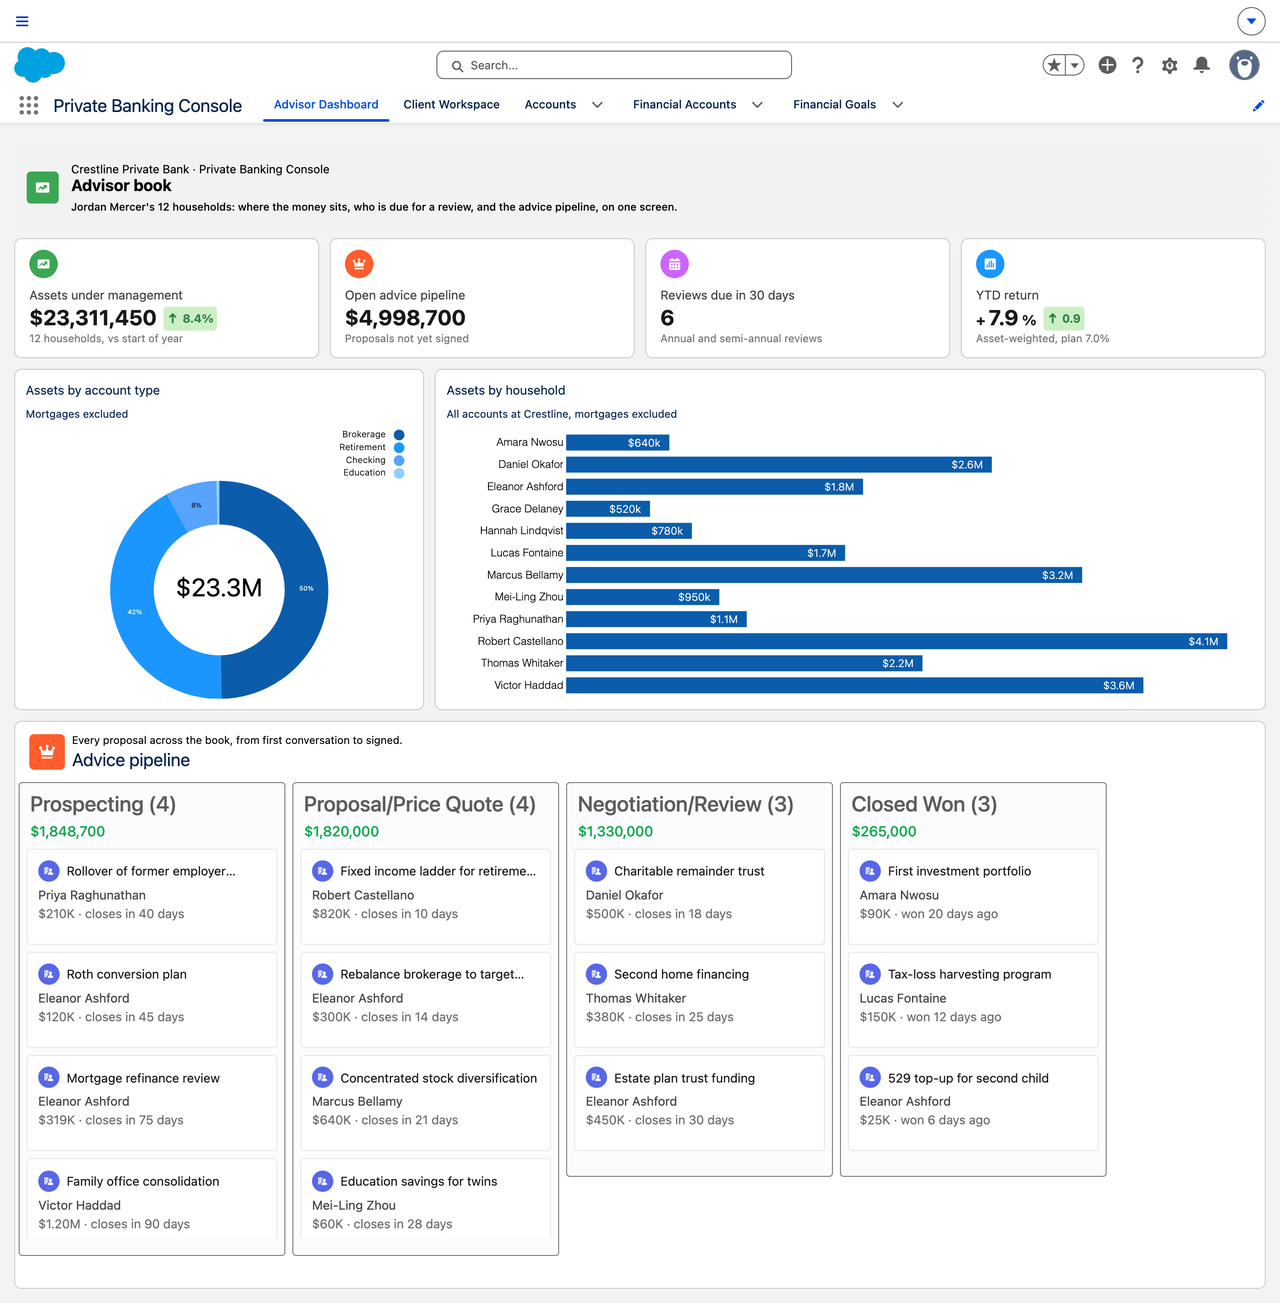 Search...
Private Banking Console
Advisor Dashboard
Client Workspace
Accounts
Financial Accounts
Financial Goals
Crestline Private Bank · Private Banking Console
Advisor book
Jordan Mercer's 12 households: where the money sits, who is due for a review, and the advice pipeline, on one screen.
Assets under management
$23,311,450 ↑ 8.4%
12 households, vs start of year
Open advice pipeline
$4,998,700
Proposals not yet signed
Reviews due in 30 days
6
Annual and semi-annual reviews
YTD return
+ 7.9 % ↑ 0.9
Asset-weighted, plan 7.0%
Assets by account type
Mortgages excluded
Brokerage
Retirement
Checking
Education
8%
50%
42%
$23.3M
Assets by household
All accounts at Crestline, mortgages excluded
Amara Nwosu $640k
Daniel Okafor $2.6M
Eleanor Ashford $1.8M
Grace Delaney $520k
Hannah Lindqvist $780k
Lucas Fontaine $1.7M
Marcus Bellamy $3.2M
Mei-Ling Zhou $950k
Priya Raghunathan $1.1M
Robert Castellano $4.1M
Thomas Whitaker $2.2M
Victor Haddad $3.6M
Every proposal across the book, from first conversation to signed.
Advice pipeline
Prospecting (4)
$1,848,700
Rollover of former employer...
Priya Raghunathan
$210K · closes in 40 days
Roth conversion plan
Eleanor Ashford
$120K · closes in 45 days
Mortgage refinance review
Eleanor Ashford
$319K · closes in 75 days
Family office consolidation
Victor Haddad
$1.20M · closes in 90 days
Proposal/Price Quote (4)
$1,820,000
Fixed income ladder for retireme...
Robert Castellano
$820K · closes in 10 days
Rebalance brokerage to target...
Eleanor Ashford
$300K · closes in 14 days
Concentrated stock diversification
Marcus Bellamy
$640K · closes in 21 days
Education savings for twins
Mei-Ling Zhou
$60K · closes in 28 days
Negotiation/Review (3)
$1,330,000
Charitable remainder trust
Daniel Okafor
$500K · closes in 18 days
Second home financing
Thomas Whitaker
$380K · closes in 25 days
Estate plan trust funding
Eleanor Ashford
$450K · closes in 30 days
Closed Won (3)
$265,000
First investment portfolio
Amara Nwosu
$90K · won 20 days ago
Tax-loss harvesting program
Lucas Fontaine
$150K · won 12 days ago
529 top-up for second child
Eleanor Ashford
$25K · won 6 days ago